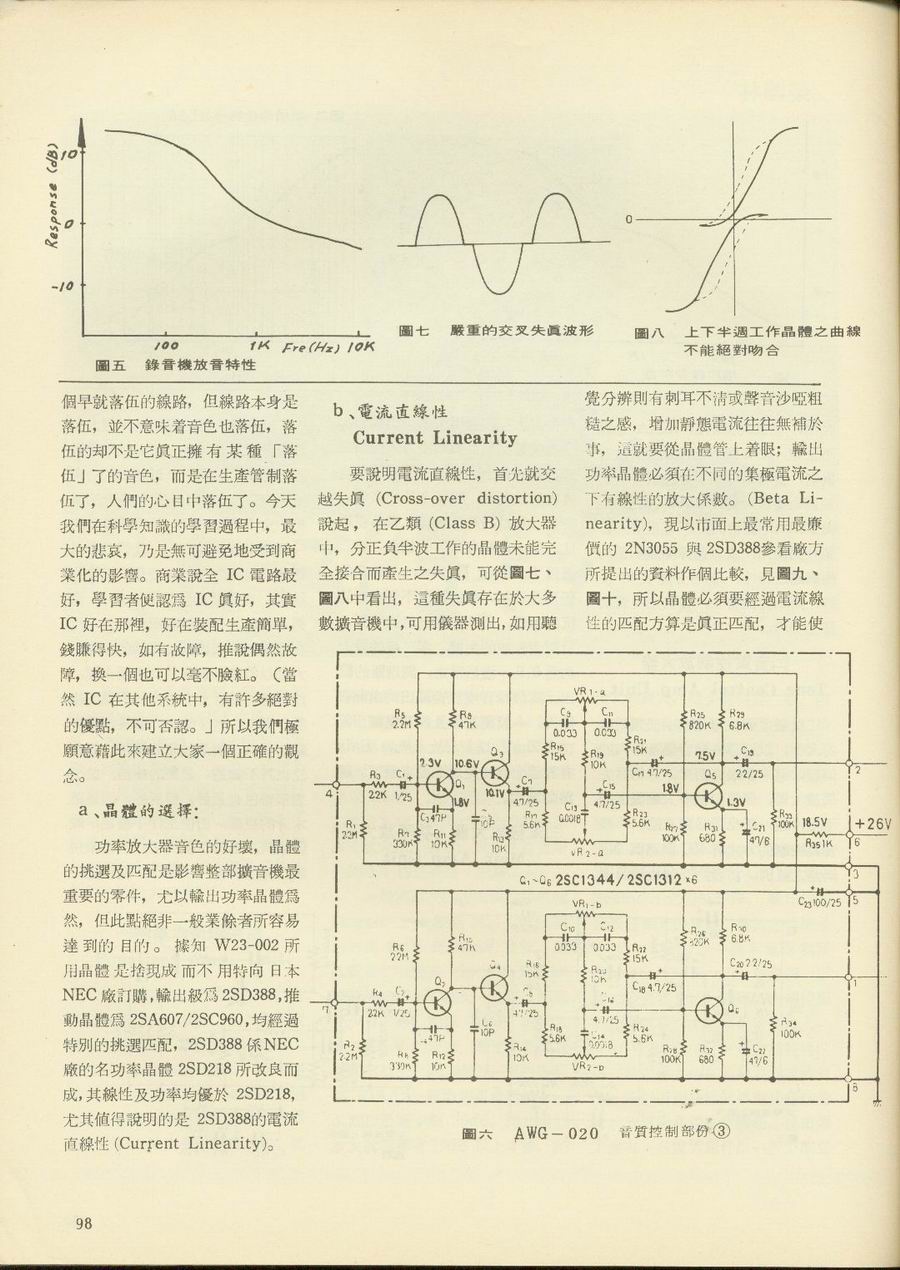 Response (dB)
10
0
-10
100
1K
Fre(Hz)
10K
圖五 錄音機放音特性
圖七 嚴重的交叉失眞波形
0
圖八 上下半週工作晶體之曲線
不能絕對吻合
個早就落伍的線路，但線路本身是
落伍，並不意味着音色也落伍，落
伍的却不是它眞正擁有某種「落
伍」了的音色，而是在生產管制落
伍了，人們的心目中落伍了。今天
我們在科學知識的學習過程中，最
大的悲哀，乃是無可避免地受到商
業化的影響。商業說全 IC 電路最
好，學習者便認爲 IC 眞好，其實
IC 好在那裡，好在裝配生產簡單，
錢賺得快，如有故障，推說偶然故
障，換一個也可以毫不臉紅。（當
然 IC 在其他系統中，有許多絕對
的優點，不可否認。」所以我們極
願意藉此來建立大家一個正確的觀
念。
a、晶體的選擇：
功率放大器音色的好壞，晶體
的挑選及匹配是影響整部擴音機最
重要的零件，尤以輸出功率晶體爲
然，但此點絕非一般業餘者所容易
達到的目的。據知 W23-002 所
用晶體是捨現成而不用特向日本
NEC 廠訂購，輸出級爲 2SD388，推
動晶體爲 2SA607/2SC960，均經過
特別的挑選匹配，2SD388 係NEC
廠的名功率晶體 2SD218 所改良而
成，其線性及功率均優於 2SD218，
尤其値得說明的是 2SD388的電流
直線性 (Current Linearity)。
b、電流直線性
Current Linearity
要說明電流直線性，首先就交
越失眞 (Cross-over distortion)
說起，在乙類 (Class B) 放大器
中，分正負半波工作的晶體未能完
全接合而產生之失眞，可從圖七、
圖八中看出，這種失眞存在於大多
數擴音機中，可用儀器測出，如用聽
覺分辨則有刺耳不清或聲音沙啞粗
糙之感，增加靜態電流往往無補於
事，這就要從晶體管上着眼；輸出
功率晶體必須在不同的集極電流之
下有線性的放大係數。(Beta Li-
nearity)，現以市面上最常用最廉
價的 2N3055 與 2SD388參看廠方
所提出的資料作個比較，見圖九、
圖十，所以晶體必須要經過電流線
性的匹配方算是眞正匹配，才能使
VR1-a
R5 2.2M
R8 47K
C9 0.033
C11 0.033
R25 820K
R29 6.8K
R15 15K
R19 10K
R21 15K
2.3V
10.6V
Q3
7.5V
C19 2.2/25
2
4
R3 22K
C1 1/25
Q1
10.1V
C7 4.7/25
C15 4.7/25
C17 4.7/25
1.8V
Q5
1.8V
1.3V
C3 47P
10P
C13 0.0018
R1 2.2M
R7 330K
R11 10K
R13 10K
R17 5.6K
R23 5.6K
VR2-a
R27 100K
R31 680
C21 47/6
100K
18.5V
+26V
R35 1K
6
3
Q1~Q6 2SC1344/2SC1312 ×6
C23 100/25
5
VR1-b
C10 0.033
C12 0.033
R6 2.2M
R10 47K
R26 820K
R30 6.8K
R16 15K
R20 10K
R22 15K
C20 2.2/25
1
7
R4 22K
C2 1/25
Q2
Q4
C8 4.7/25
4.7/25
C18 4.7/25
Q6
47P
C6 10P
R2 2.2M
R8 330K
R12 10K
R14 10K
R18 5.6K
C14 0.0018
R24 5.6K
VR2-b
R28 100K
R32 680
C22 47/6
R34 100K
8
圖六 AWG-020 音質控制部份③
98